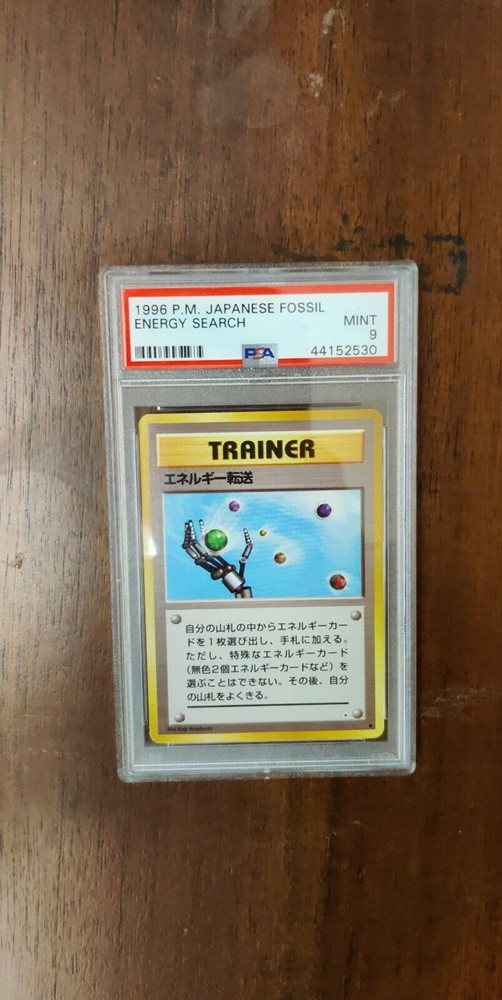 1996 P.M. JAPANESE FOSSIL
ENERGY SEARCH
MINT
9
PSA
44152530
TRAINER
エネルギー転送
自分の山札の中からエネルギーカー
ドを1枚選び出し、手札に加える。
ただし、特殊なエネルギーカード
(無色2個エネルギーカードなど)を
選ぶことはできない。その後、自分
の山札をよくきる。
Illus. Keiji Kinebuchi